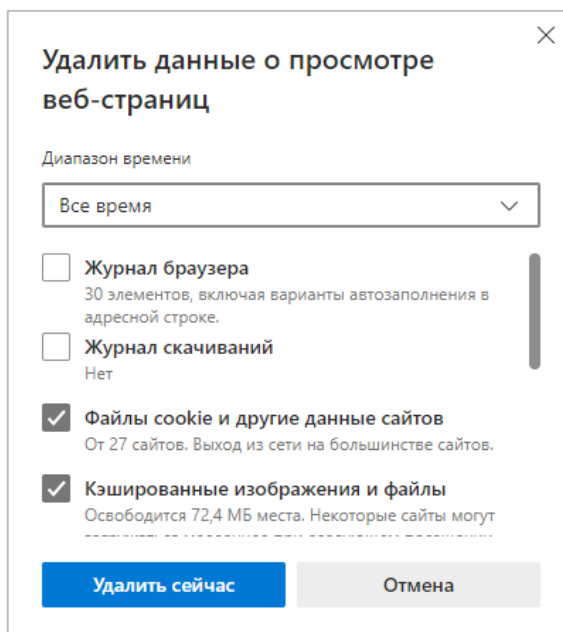 Удалить данные о просмотре
веб-страниц
Диапазон времени
Все время
Журнал браузера
30 элементов, включая варианты автозаполнения в
адресной строке.
Журнал скачиваний
Нет
Файлы cookie и другие данные сайтов
От 27 сайтов. Выход из сети на большинстве сайтов.
Кэшированные изображения и файлы
Освободится 72,4 МБ места. Некоторые сайты могут
Удалить сейчас
Отмена